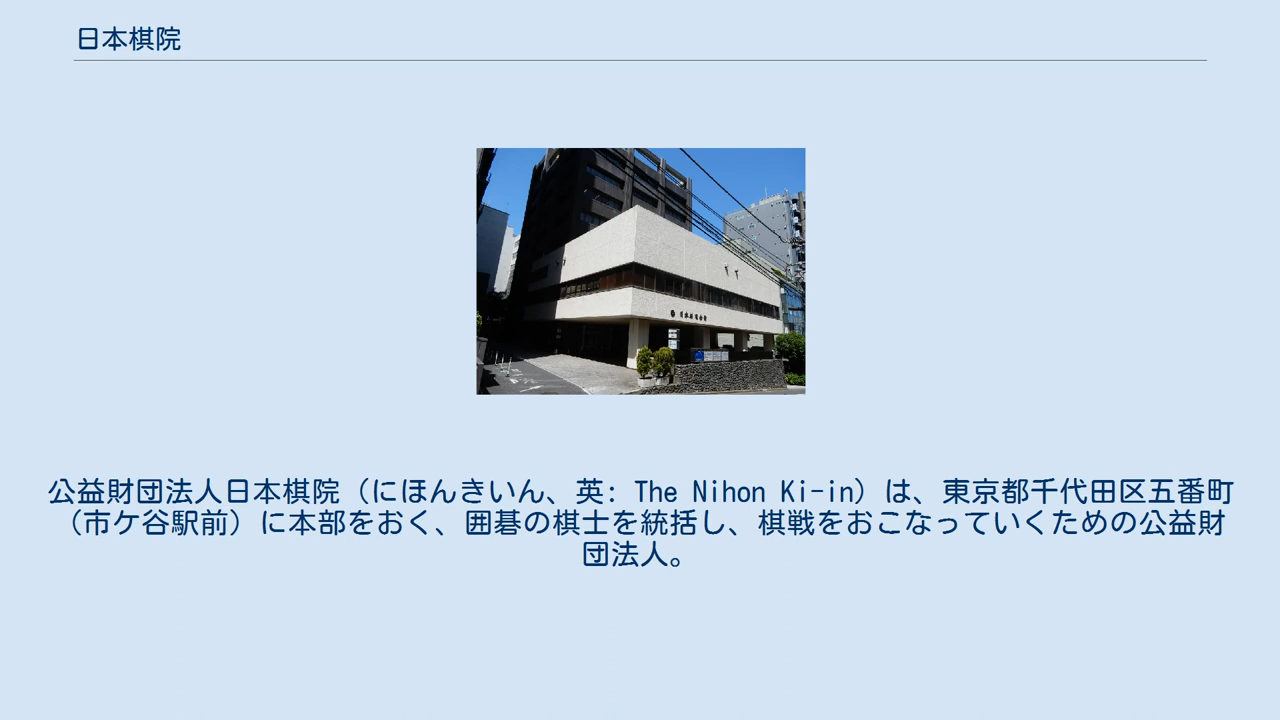 日本棋院
公益財団法人日本棋院（にほんきいん、英: The Nihon Ki-in）は、東京都千代田区五番町
（市ケ谷駅前）に本部をおく、囲碁の棋士を統括し、棋戦をおこなっていくための公益財
団法人。